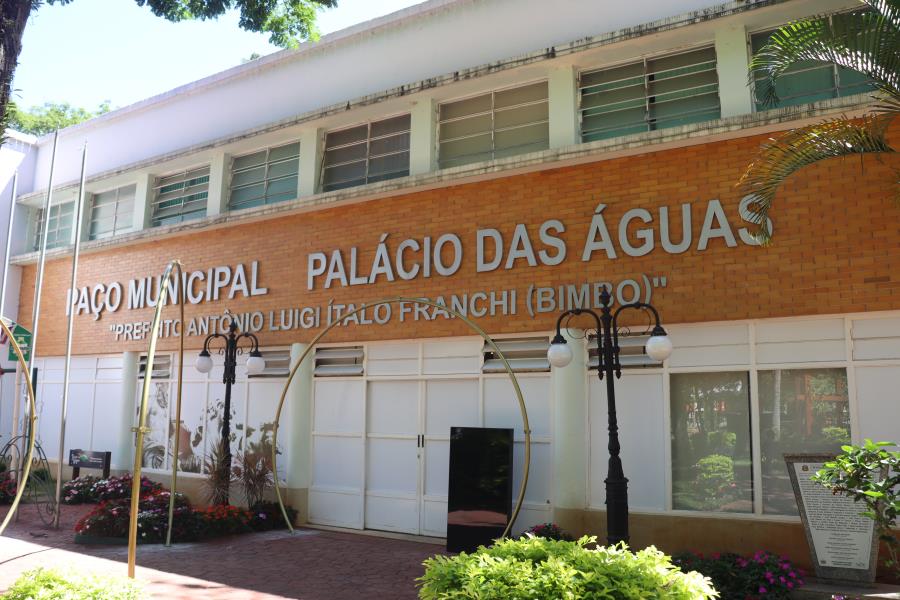 PAÇO MUNICIPAL PALÁCIO DAS ÁGUAS
"PREFEITO ANTÔNIO LUIGI ÍTALO FRANCHI (BIMBO)"